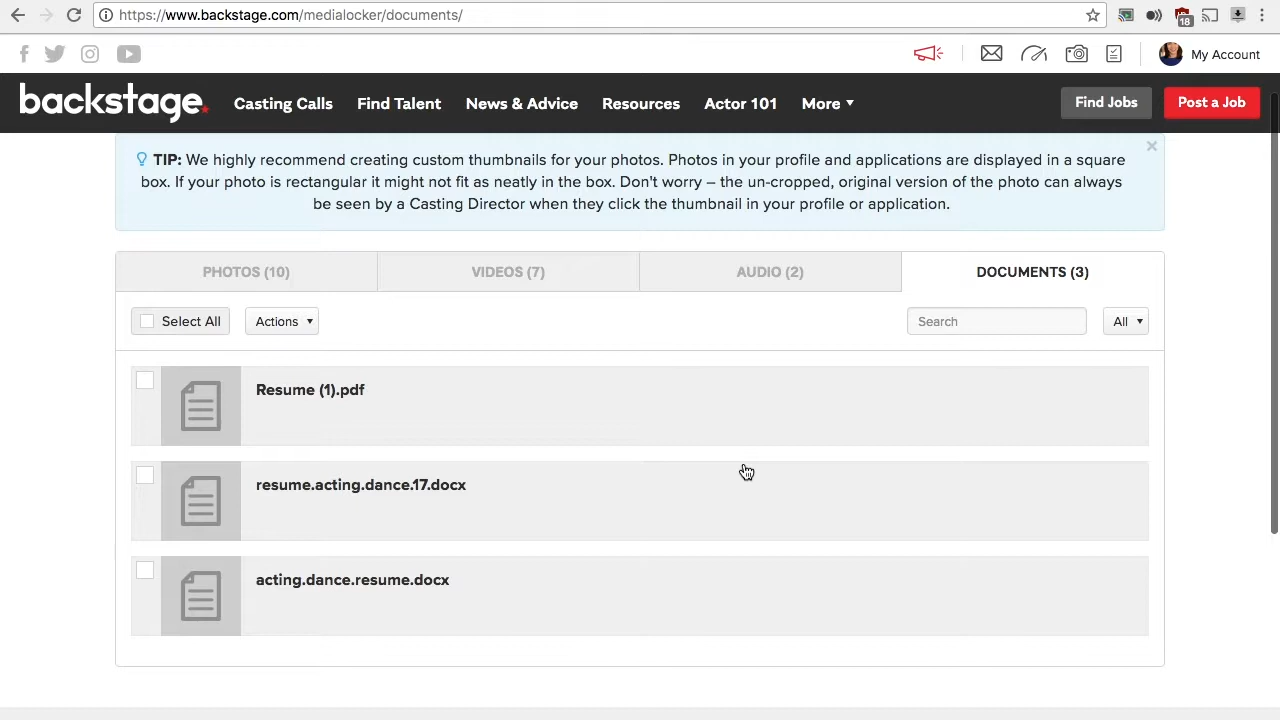 https://www.backstage.com/medialocker/documents/
18
My Account
backstage.
Casting Calls
Find Talent
News & Advice
Resources
Actor 101
More
Find Jobs
Post a Job
TIP: We highly recommend creating custom thumbnails for your photos. Photos in your profile and applications are displayed in a square
box. If your photo is rectangular it might not fit as neatly in the box. Don't worry – the un-cropped, original version of the photo can always
be seen by a Casting Director when they click the thumbnail in your profile or application.
PHOTOS (10)
VIDEOS (7)
AUDIO (2)
DOCUMENTS (3)
Select All
Actions
Search
All
Resume (1).pdf
resume.acting.dance.17.docx
acting.dance.resume.docx